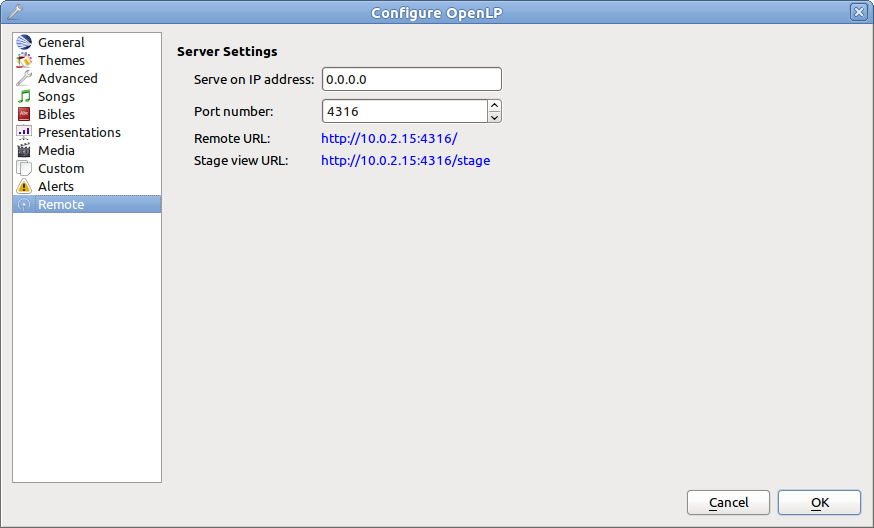 Configure OpenLP
General
Themes
Advanced
Songs
Bibles
Presentations
Media
Custom
Alerts
Remote
Server Settings
Serve on IP address: 0.0.0.0
Port number: 4316
Remote URL: http://10.0.2.15:4316/
Stage view URL: http://10.0.2.15:4316/stage
Cancel OK